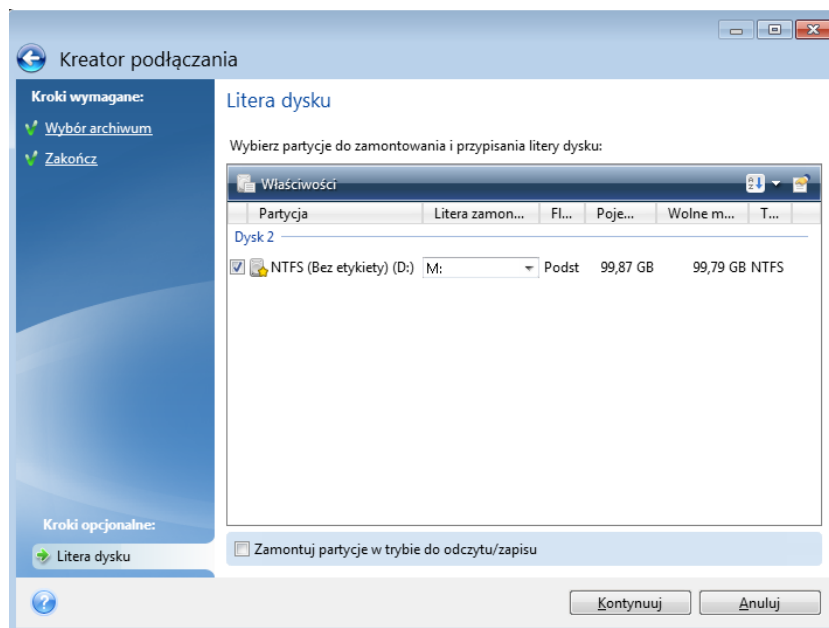 Kreator podłączania
Kroki wymagane:
Wybór archiwum
Zakończ
Litera dysku
Wybierz partycje do zamontowania i przypisania litery dysku:
Właściwości
Partycja Litera zamon... Fl... Poje... Wolne m... T...
Dysk 2
NTFS (Bez etykiety) (D:) M: Podst 99,87 GB 99,79 GB NTFS
Kroki opcjonalne:
Litera dysku
Zamontuj partycje w trybie do odczytu/zapisu
Kontynuuj Anuluj